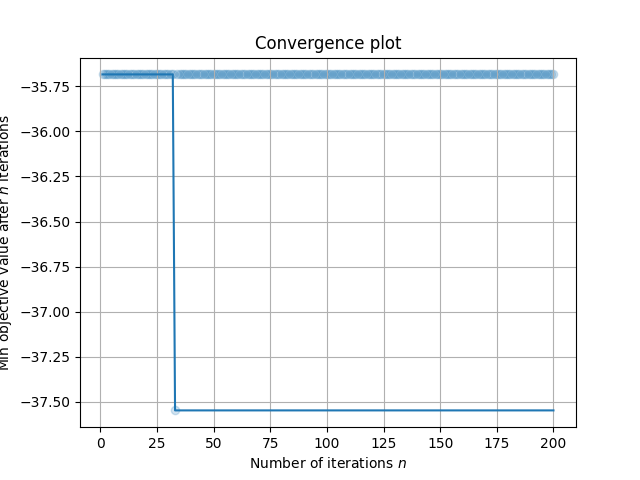 Convergence plot
Min objective value after n iterations
−35.75
−36.00
−36.25
−36.50
−36.75
−37.00
−37.25
−37.50
0 25 50 75 100 125 150 175 200
Number of iterations n